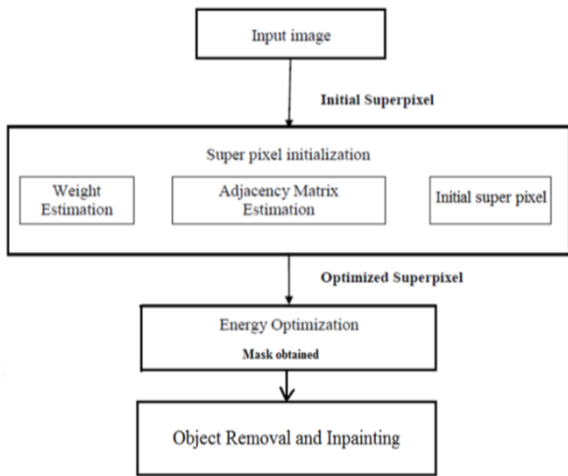 Input image
Initial Superpixel
Super pixel initialization
Weight
Estimation
Adjacency Matrix
Estimation
Initial super pixel
Optimized Superpixel
Energy Optimization
Mask obtained
Object Removal and Inpainting